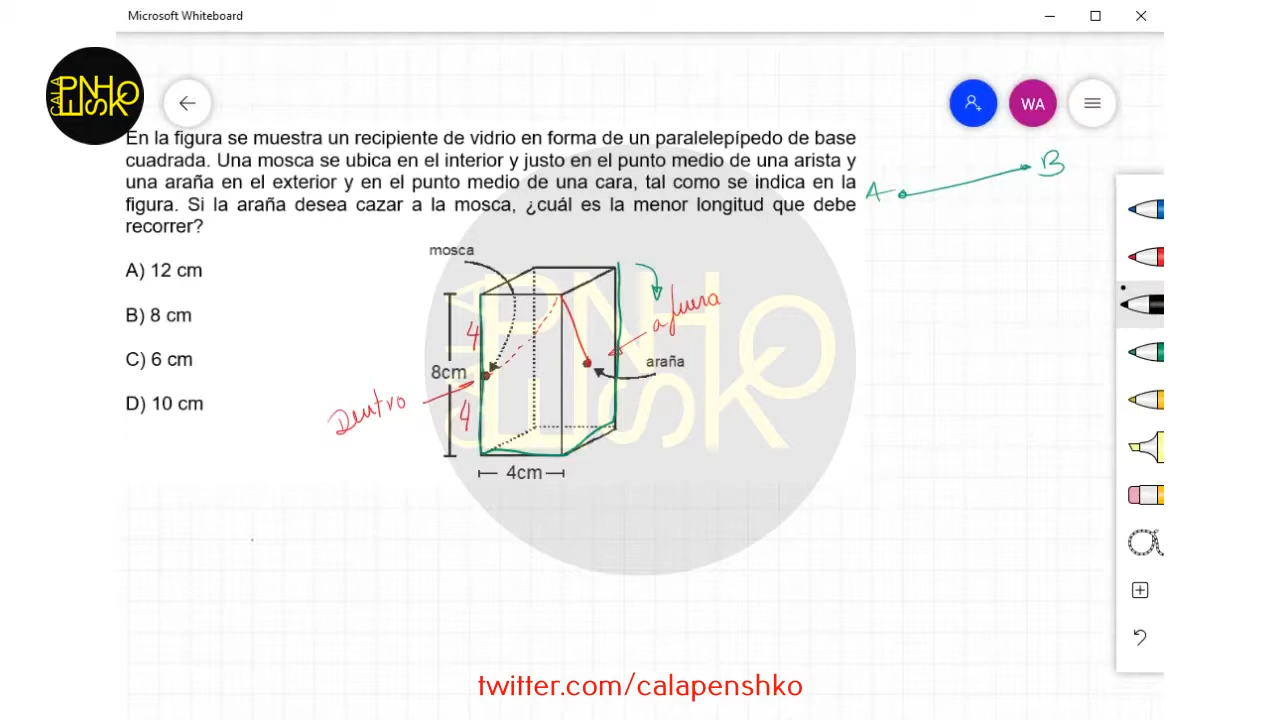 Microsoft Whiteboard
CALA
PENSHKO
WA
En la figura se muestra un recipiente de vidrio en forma de un paralelepípedo de base
cuadrada. Una mosca se ubica en el interior y justo en el punto medio de una arista y
una araña en el exterior y en el punto medio de una cara, tal como se indica en la
figura. Si la araña desea cazar a la mosca, ¿cuál es la menor longitud que debe
recorrer?
A
B
A) 12 cm
B) 8 cm
C) 6 cm
D) 10 cm
mosca
afuera
4
araña
8cm
Dentro
4
4cm
twitter.com/calapenshko